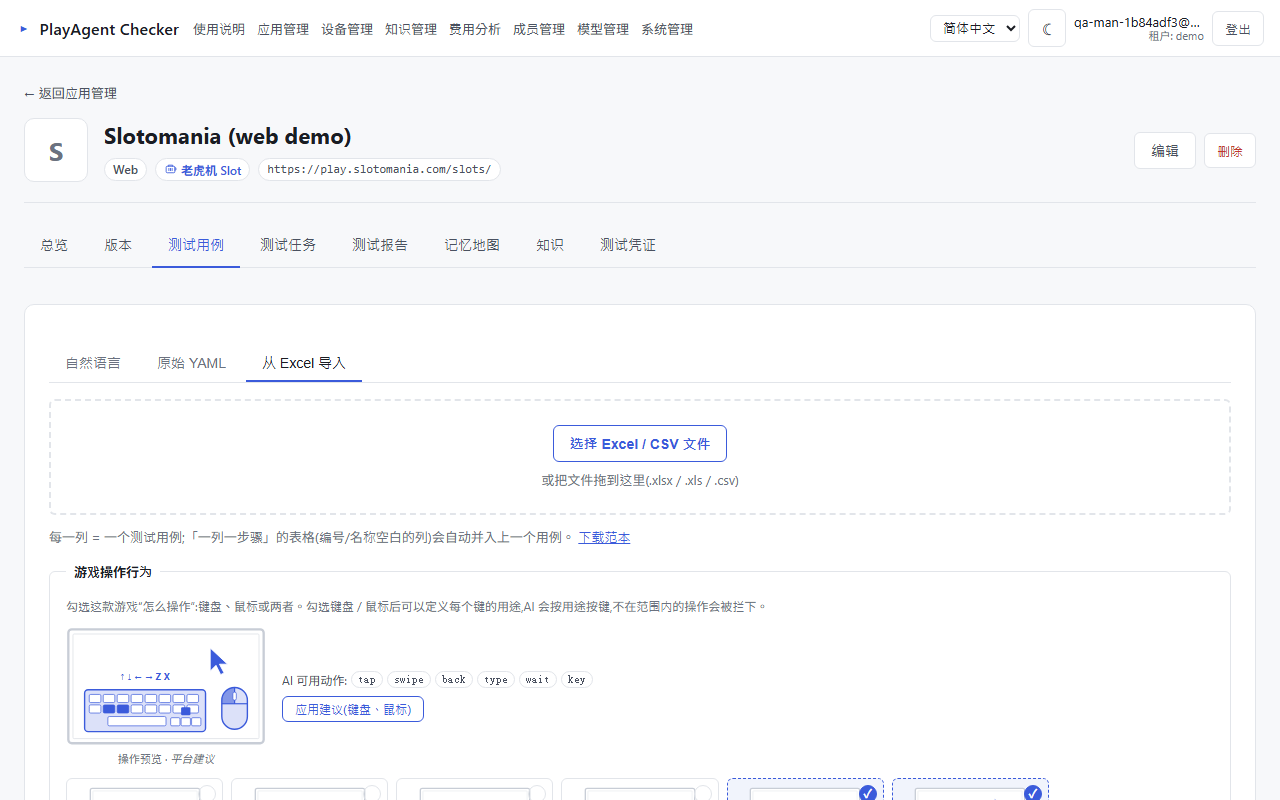 PlayAgent Checker 使用说明 应用管理 设备管理 知识管理 费用分析 成员管理 模型管理 系统管理 简体中文 qa-man-1b84adf3@... 登出
租户: demo
← 返回应用管理
S
Slotomania (web demo)
Web 老虎机 Slot https://play.slotomania.com/slots/
编辑 删除
总览 版本 测试用例 测试任务 测试报告 记忆地图 知识 测试凭证
自然语言 原始 YAML 从 Excel 导入
选择 Excel / CSV 文件
或把文件拖到这里(.xlsx / .xls / .csv)
每一列 = 一个测试用例;「一列一步骤」的表格(编号/名称空白的列)会自动并入上一个用例。 下载范本
游戏操作行为
勾选这款游戏"怎么操作":键盘、鼠标或两者。勾选键盘 / 鼠标后可以定义每个键的用途,AI 会按用途按键,不在范围内的操作会被拦下。
↑↓←→ZX
AI 可用动作: tap swipe back type wait key
应用建议(键盘、鼠标)
操作预览 · 平台建议